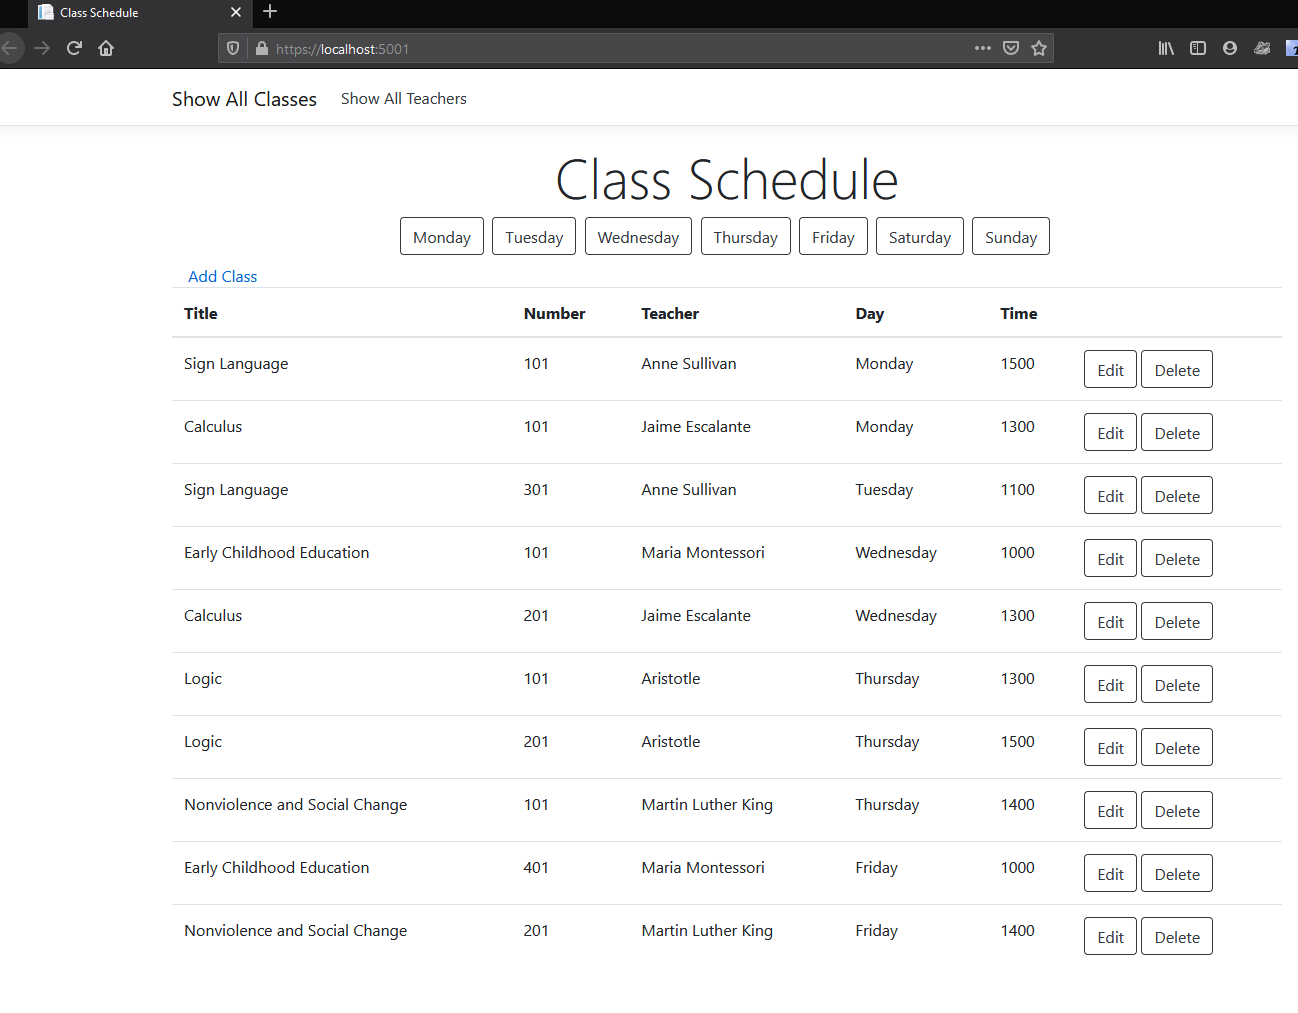 Class Schedule
https://localhost:5001
Show All Classes Show All Teachers
Class Schedule
Monday Tuesday Wednesday Thursday Friday Saturday Sunday
Add Class
Title Number Teacher Day Time
Sign Language 101 Anne Sullivan Monday 1500 Edit Delete
Calculus 101 Jaime Escalante Monday 1300 Edit Delete
Sign Language 301 Anne Sullivan Tuesday 1100 Edit Delete
Early Childhood Education 101 Maria Montessori Wednesday 1000 Edit Delete
Calculus 201 Jaime Escalante Wednesday 1300 Edit Delete
Logic 101 Aristotle Thursday 1300 Edit Delete
Logic 201 Aristotle Thursday 1500 Edit Delete
Nonviolence and Social Change 101 Martin Luther King Thursday 1400 Edit Delete
Early Childhood Education 401 Maria Montessori Friday 1000 Edit Delete
Nonviolence and Social Change 201 Martin Luther King Friday 1400 Edit Delete